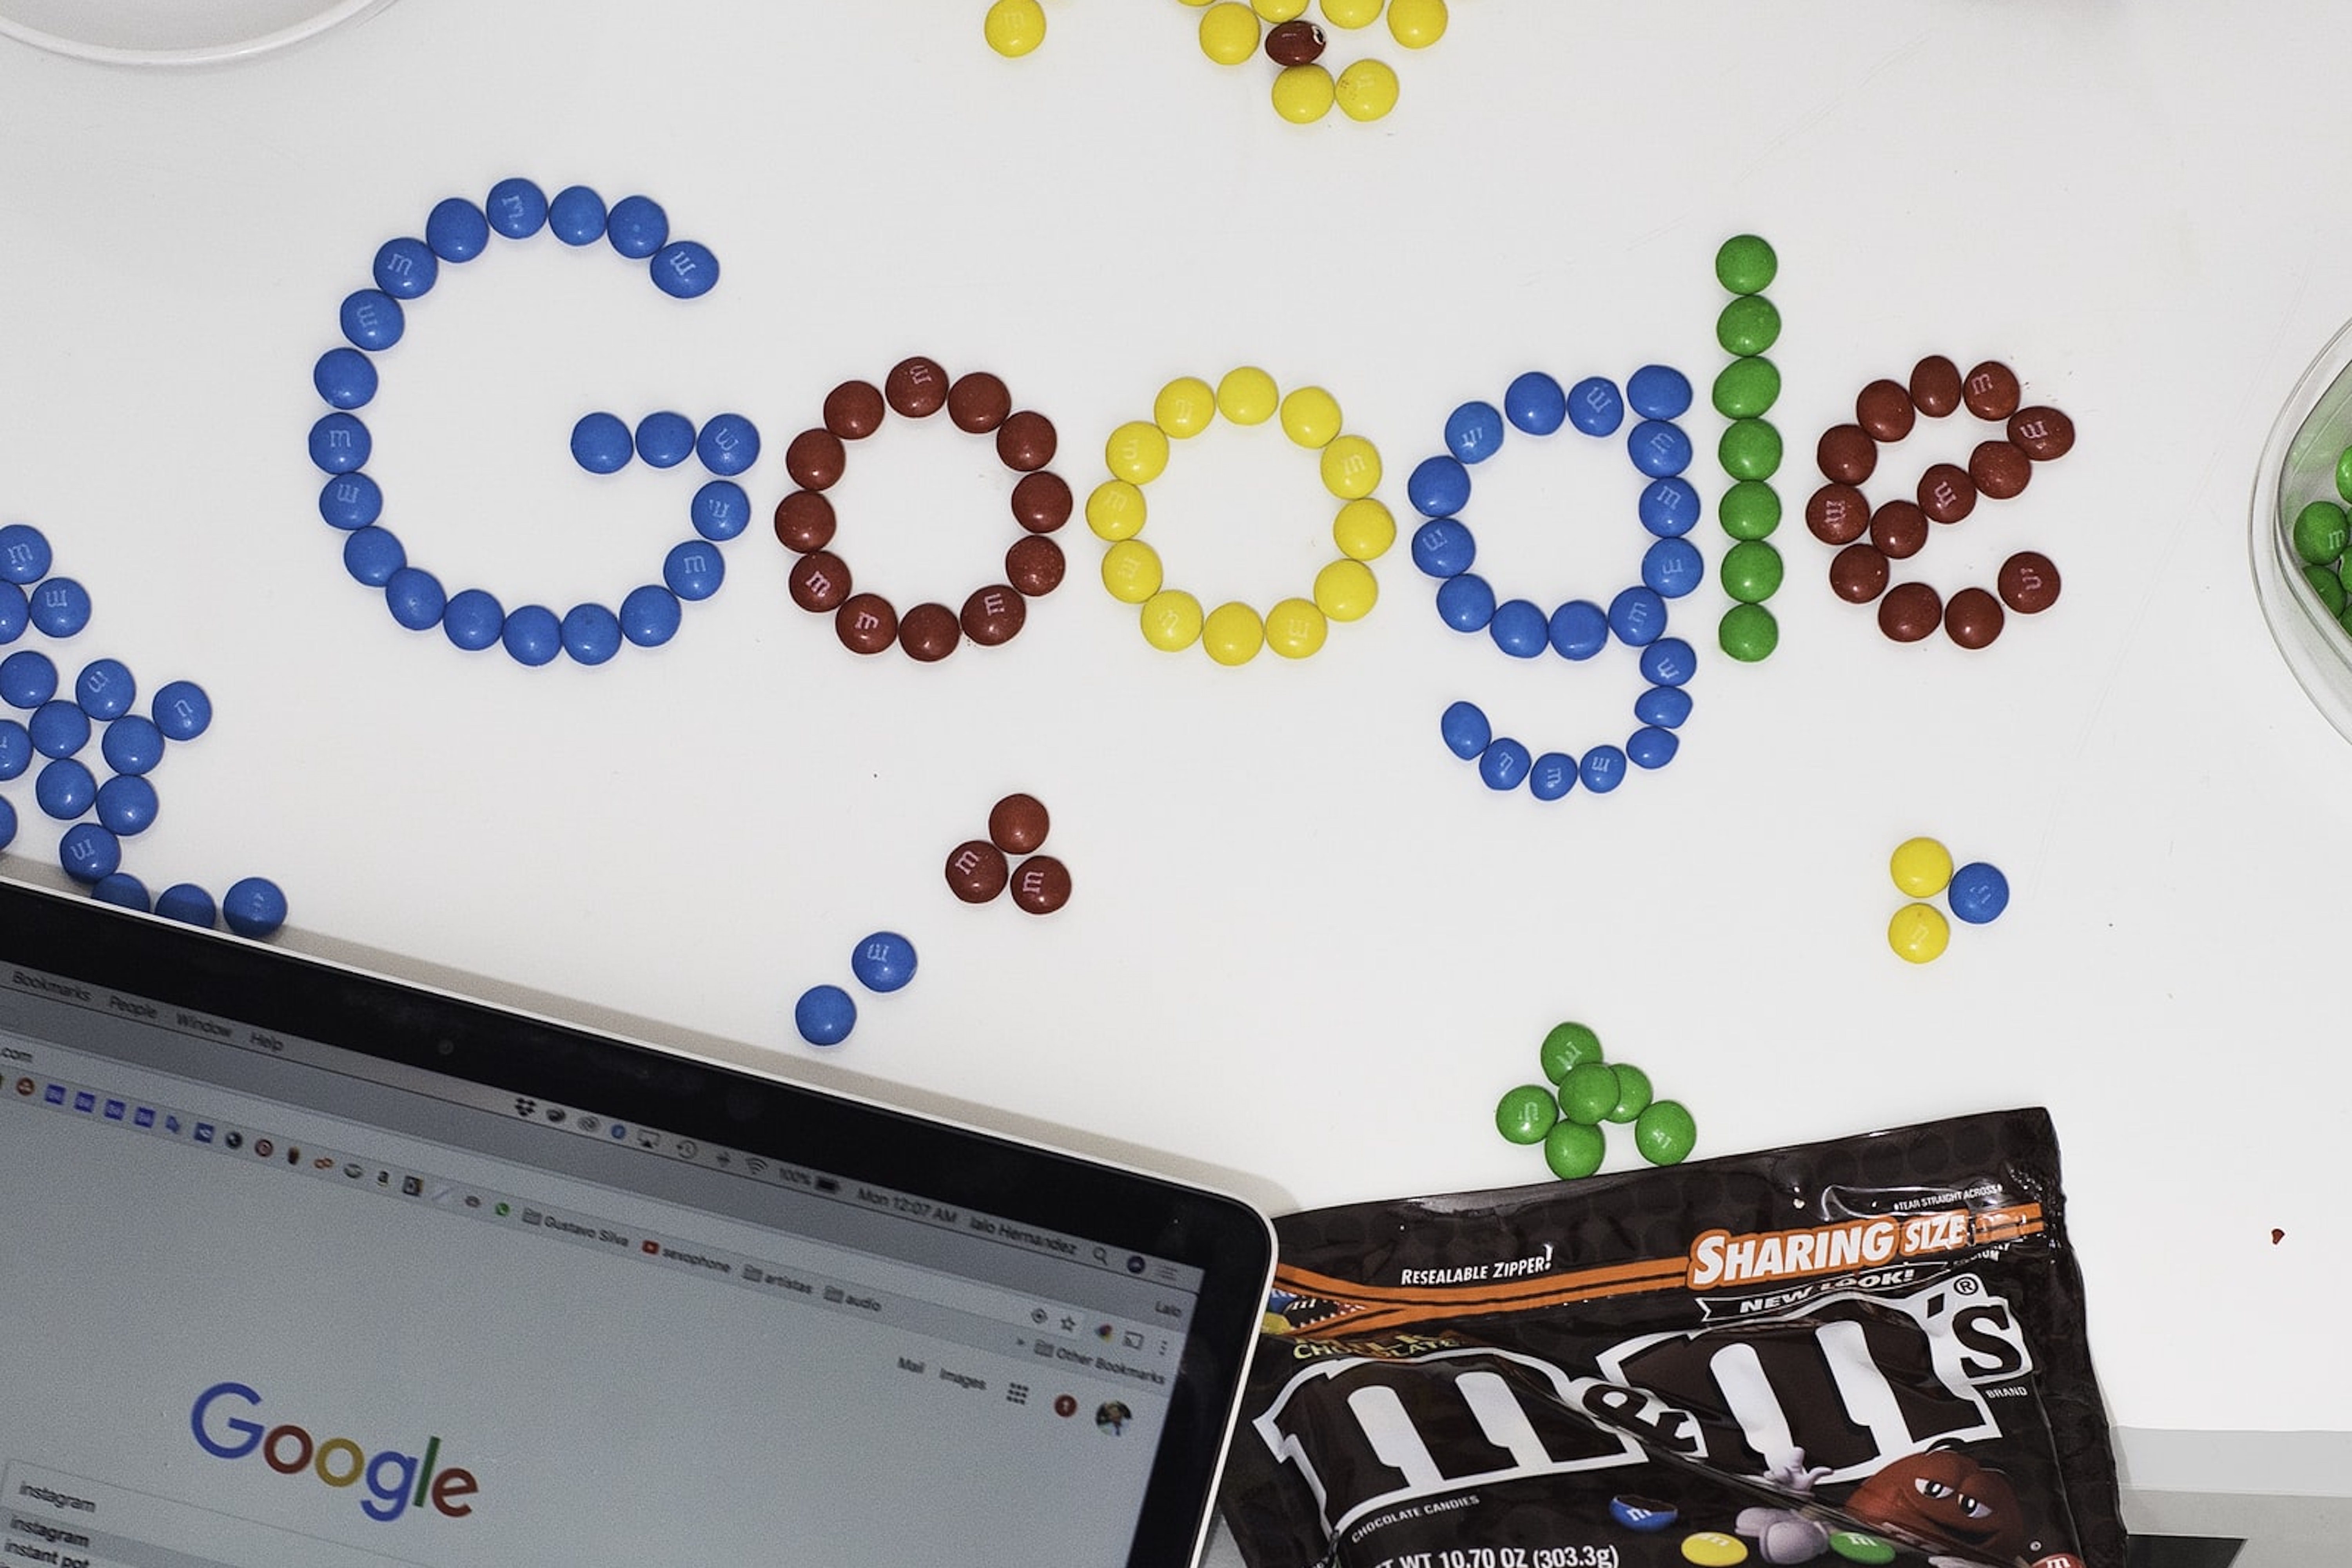 Google
Bookmarks People Window Help
100% Mon 12:07 AM lalo Hernandez
.com
Lalo
Gustavo Silva sexophone artistas audio
Other Bookmarks
Mail Images
Google
instagram
instagram
instant pot
TEAR STRAIGHT ACROSS
RESEALABLE ZIPPER!
SHARING SIZE
NEW LOOK!
MILK
CHOCOLATE
m&m's®
BRAND
CHOCOLATE CANDIES
WT 10.70 OZ (303.3g)